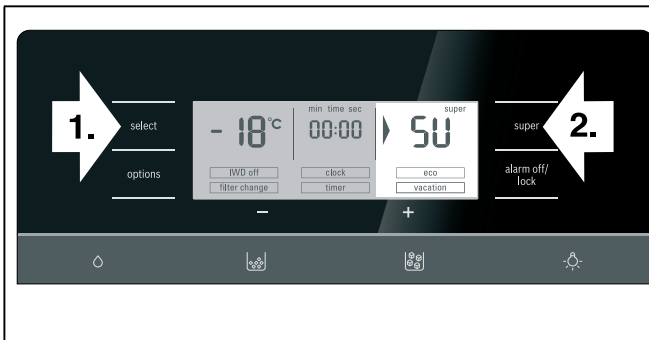 1.
select
options
- 18 °C
IWD off
filter change
min time sec
00:00
clock
timer
super
SU
eco
vacation
super
2.
alarm off/
lock
−
+